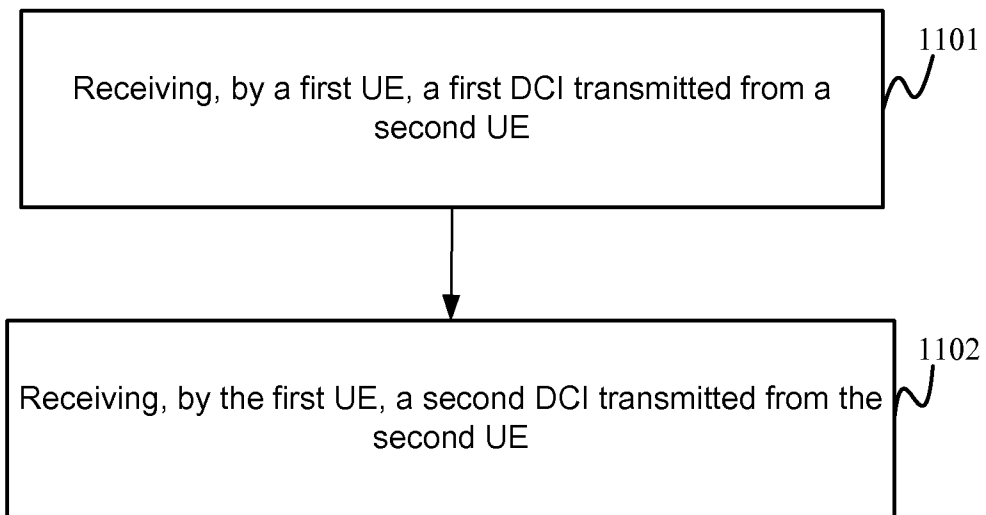 1101
Receiving, by a first UE, a first DCI transmitted from a
second UE
1102
Receiving, by the first UE, a second DCI transmitted from the
second UE